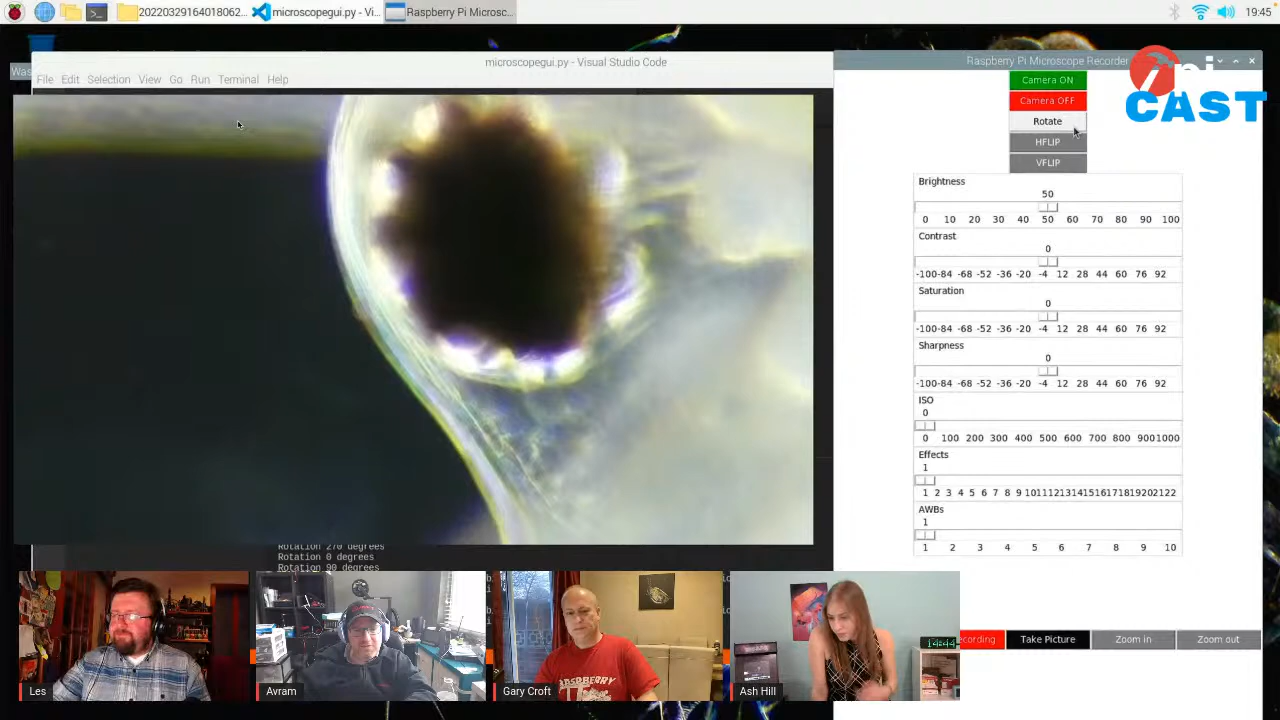 20220329164018062...
microscopegui.py - Vi...
Raspberry Pi Microsc...
19:45
Was
microscopegui.py - Visual Studio Code
Raspberry Pi Microscope Recorder
File Edit Selection View Go Run Terminal Help
pi
CAST
Camera ON
Camera OFF
Rotate
HFLIP
VFLIP
Brightness
50
0 10 20 30 40 50 60 70 80 90 100
Contrast
0
-100-84 -68 -52 -36 -20 -4 12 28 44 60 76 92
Saturation
0
-100-84 -68 -52 -36 -20 -4 12 28 44 60 76 92
Sharpness
0
-100-84 -68 -52 -36 -20 -4 12 28 44 60 76 92
ISO
0
0 100 200 300 400 500 600 700 800 9001000
Effects
1
1 2 3 4 5 6 7 8 9 10111213141516171819202122
AWBs
1
1 2 3 4 5 6 7 8 9 10
Rotation 270 degrees
Rotation 0 degrees
Rotation 90 degrees
ecording
Take Picture
Zoom in
Zoom out
RASPBERRY
Les
Avram
Gary Croft
Ash Hill